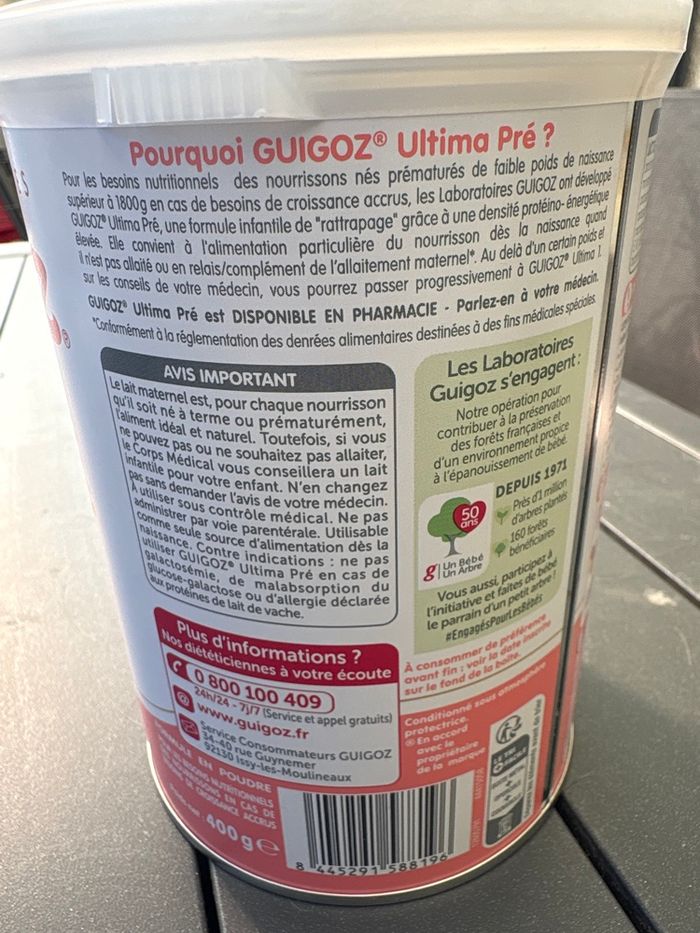 Pourquoi GUIGOZ® Ultima Pré ?
Pour les besoins nutritionnels des nourrissons nés prématurés de faible poids de naissance
supérieur à 1800g en cas de besoins de croissance accrus, les Laboratoires GUIGOZ ont développé
GUIGOZ® Ultima Pré, une formule infantile de "rattrapage" grâce à une densité protéino-énergétique
élevée. Elle convient à l'alimentation particulière du nourrisson dès la naissance quand
il n'est pas allaité ou en relais/complément de l'allaitement maternel*. Au delà d'un certain poids et
sur les conseils de votre médecin, vous pourrez passer progressivement à GUIGOZ® Ultima 1.
GUIGOZ® Ultima Pré est DISPONIBLE EN PHARMACIE - Parlez-en à votre médecin.
*Conformément à la réglementation des denrées alimentaires destinées à des fins médicales spéciales.
AVIS IMPORTANT
Le lait maternel est, pour chaque nourrisson
qu'il soit né à terme ou prématurément,
l'aliment idéal et naturel. Toutefois, si vous
ne pouvez pas ou ne souhaitez pas allaiter,
le Corps Médical vous conseillera un lait
infantile pour votre enfant. N'en changez
pas sans demander l'avis de votre médecin.
A utiliser sous contrôle médical. Ne pas
administrer par voie parentérale. Utilisable
comme seule source d'alimentation dès la
naissance. Contre indications : ne pas
utiliser GUIGOZ® Ultima Pré en cas de
galactosémie, de malabsorption du
glucose-galactose ou d'allergie déclarée
aux protéines de lait de vache.
Les Laboratoires
Guigoz s'engagent :
Notre opération pour
contribuer à la préservation
des forêts françaises et
d'un environnement propice
à l'épanouissement de bébé.
DEPUIS 1971
50
ans
Près d'1 million
d'arbres plantés
160 forêts
bénéficiaires
g Un Bébé
Un Arbre
Vous aussi, participez à
l'initiative et faites de bébé
le parrain d'un petit arbre !
#EngagésPourLesBébés
Plus d'informations ?
Nos diététiciennes à votre écoute
0 800 100 409
24h/24 - 7j/7 (Service et appel gratuits)
www.guigoz.fr
Service Consommateurs GUIGOZ
34-40 rue Guynemer
92130 Issy-les-Moulineaux
À consommer de préférence
avant fin : voir la date inscrite
sur le fond de la boîte.
Conditionné sous atmosphère
protectrice.
® En accord
avec le
propriétaire
de la marque
FORMULE EN POUDRE
400 g e
8 445291 588196